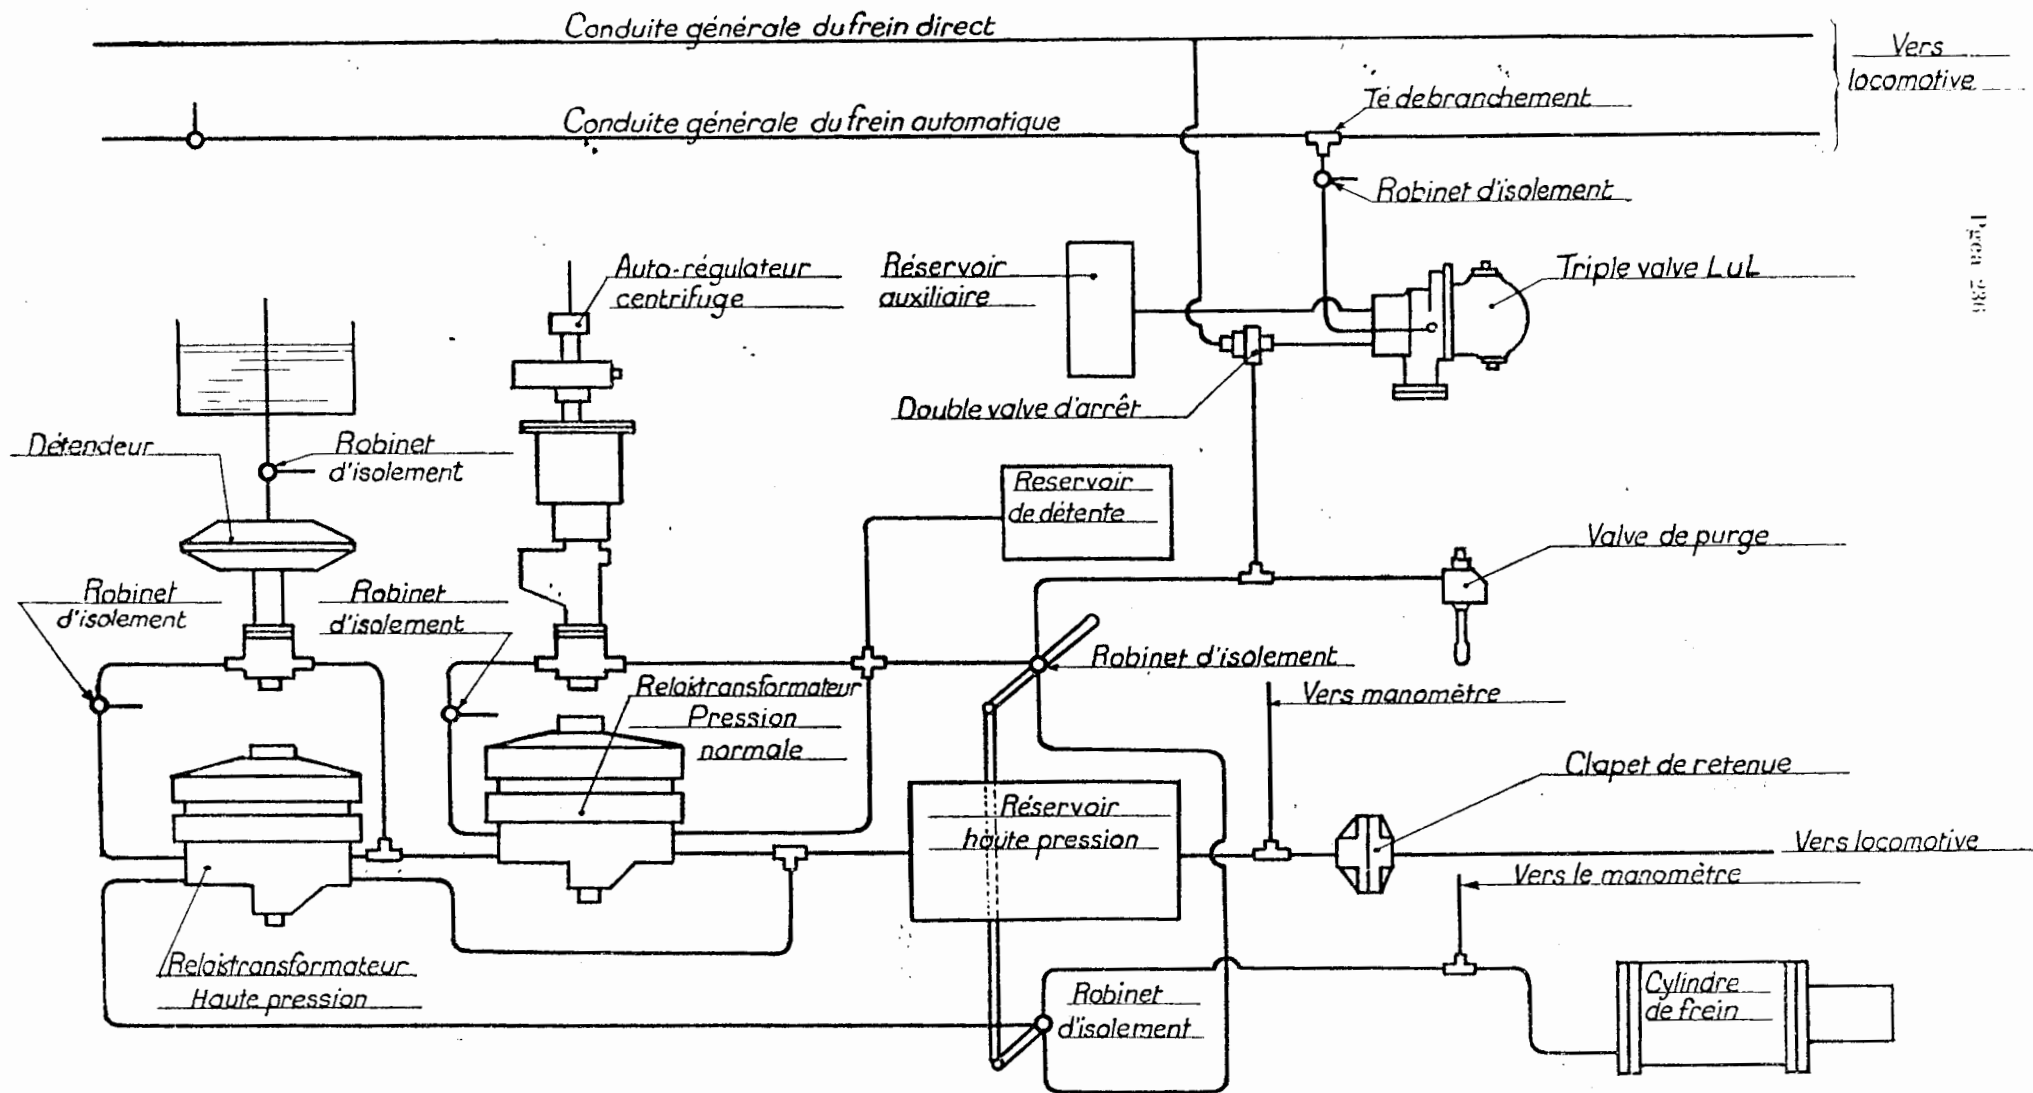 Conduite générale du frein direct
Vers
locomotive
Té de branchement
Conduite générale du frein automatique
Robinet d'isolement
Auto-régulateur
centrifuge
Réservoir
auxiliaire
Triple valve LuL
Double valve d'arrêt
Détendeur
Robinet
d'isolement
Reservoir
de détente
Valve de purge
Robinet
d'isolement
Robinet
d'isolement
Robinet d'isolement
Relaistransformateur
Pression
normale
Vers manomètre
Clapet de retenue
Réservoir
haute pression
Vers locomotive
Vers le manomètre
Relaistransformateur
Haute pression
Robinet
d'isolement
Cylindre
de frein